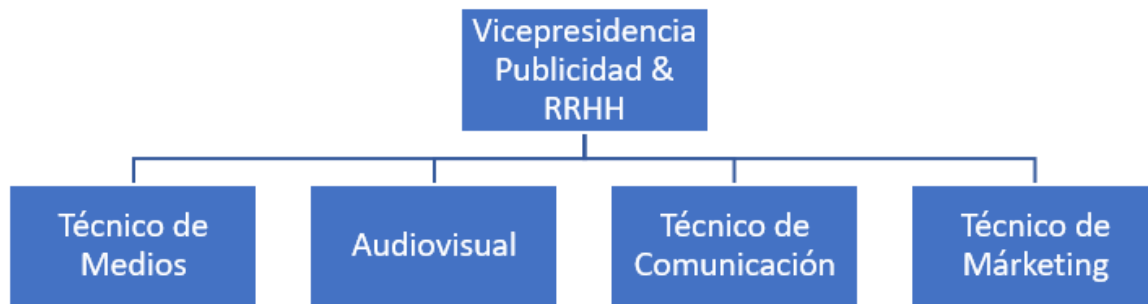 Vicepresidencia
Publicidad &
RRHH
Técnico de
Medios
Audiovisual
Técnico de
Comunicación
Técnico de
Márketing